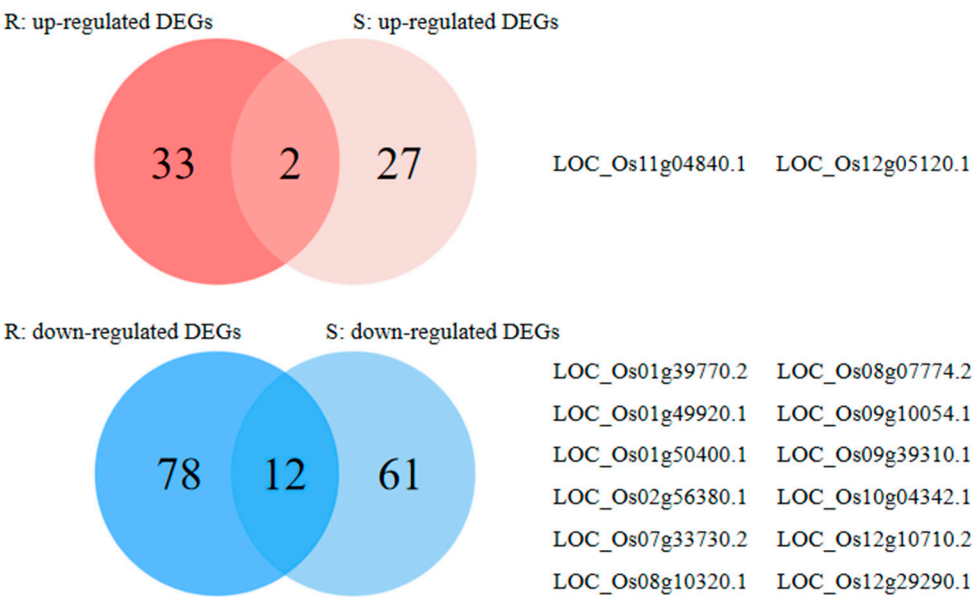 R: up-regulated DEGs S: up-regulated DEGs
33 2 27
LOC_Os11g04840.1 LOC_Os12g05120.1
R: down-regulated DEGs S: down-regulated DEGs
78 12 61
LOC_Os01g39770.2 LOC_Os08g07774.2
LOC_Os01g49920.1 LOC_Os09g10054.1
LOC_Os01g50400.1 LOC_Os09g39310.1
LOC_Os02g56380.1 LOC_Os10g04342.1
LOC_Os07g33730.2 LOC_Os12g10710.2
LOC_Os08g10320.1 LOC_Os12g29290.1